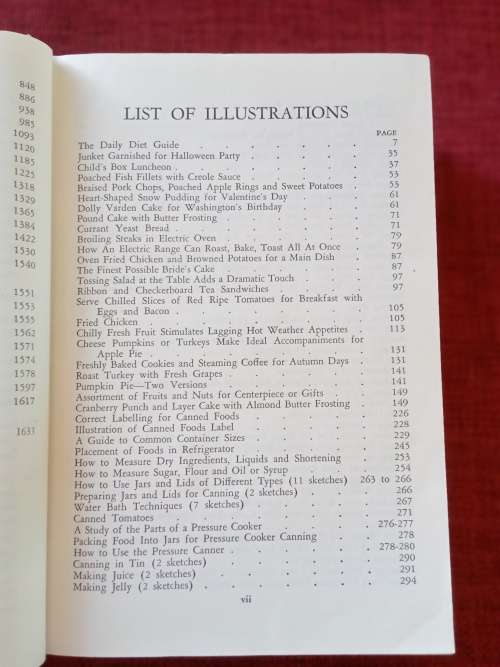 848
886
938
985
1093
1120
1185
1225
1318
1329
1365
1384
1422
1530
1540
1551
1553
1555
1562
1571
1574
1578
1597
1617
1633
LIST OF ILLUSTRATIONS
PAGE
The Daily Diet Guide . . . . . . 7
Junket Garnished for Halloween Party . . . . . 35
Child's Box Luncheon . . . . . . 37
Poached Fish Fillets with Creole Sauce . . . . . 53
Braised Pork Chops, Poached Apple Rings and Sweet Potatoes . 53
Heart-Shaped Snow Pudding for Valentine's Day . . . 61
Dolly Varden Cake for Washington's Birthday . . . . 61
Pound Cake with Butter Frosting . . . . . 71
Currant Yeast Bread . . . . . . 71
Broiling Steaks in Electric Oven . . . . . 79
How An Electric Range Can Roast, Bake, Toast All At Once . 79
Oven Fried Chicken and Browned Potatoes for a Main Dish . 87
The Finest Possible Bride's Cake . . . . . 87
Tossing Salad at the Table Adds a Dramatic Touch . . . 97
Ribbon and Checkerboard Tea Sandwiches . . . . 97
Serve Chilled Slices of Red Ripe Tomatoes for Breakfast with
Eggs and Bacon . . . . . . 105
Fried Chicken . . . . . . . 105
Chilly Fresh Fruit Stimulates Lagging Hot Weather Appetites . 113
Cheese Pumpkins or Turkeys Make Ideal Accompaniments for
Apple Pie . . . . . . . 131
Freshly Baked Cookies and Steaming Coffee for Autumn Days . 131
Roast Turkey with Fresh Grapes . . . . . 141
Pumpkin Pie—Two Versions . . . . . . 141
Assortment of Fruits and Nuts for Centerpiece or Gifts . . 149
Cranberry Punch and Layer Cake with Almond Butter Frosting . 149
Correct Labelling for Canned Foods . . . . . 226
Illustration of Canned Foods Label . . . . . 228
A Guide to Common Container Sizes . . . . . 229
Placement of Foods in Refrigerator . . . . . 245
How to Measure Dry Ingredients, Liquids and Shortening . . 253
How to Measure Sugar, Flour and Oil or Syrup . . . 254
How to Use Jars and Lids of Different Types (11 sketches) 263 to 266
Preparing Jars and Lids for Canning (2 sketches) . . . 266
Water Bath Techniques (7 sketches) . . . . . 267
Canned Tomatoes . . . . . . . 271
A Study of the Parts of a Pressure Cooker . . . . 276-277
Packing Food Into Jars for Pressure Cooker Canning . . 278
How to Use the Pressure Canner . . . . . 278-280
Canning in Tin (2 sketches) . . . . . . 290
Making Juice (2 sketches) . . . . . . 291
Making Jelly (2 sketches) . . . . . . 294
vii